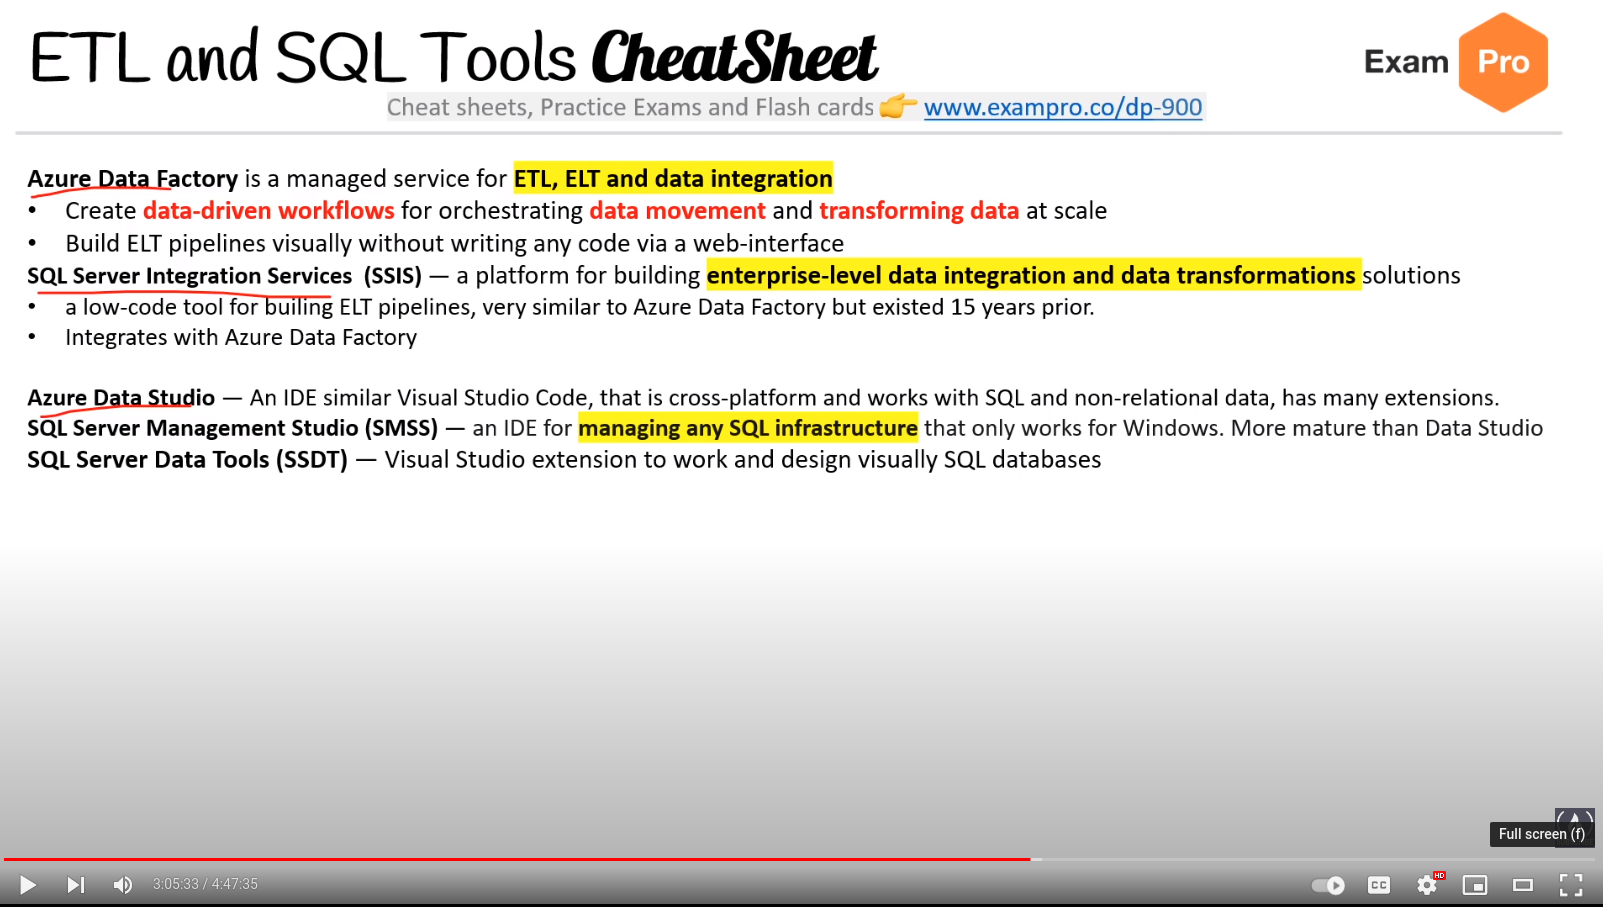 ETL and SQL Tools CheatSheet
Exam Pro
Cheat sheets, Practice Exams and Flash cards 👉 www.exampro.co/dp-900
Azure Data Factory is a managed service for ETL, ELT and data integration
• Create data-driven workflows for orchestrating data movement and transforming data at scale
• Build ELT pipelines visually without writing any code via a web-interface
SQL Server Integration Services (SSIS) — a platform for building enterprise-level data integration and data transformations solutions
• a low-code tool for builing ELT pipelines, very similar to Azure Data Factory but existed 15 years prior.
• Integrates with Azure Data Factory
Azure Data Studio — An IDE similar Visual Studio Code, that is cross-platform and works with SQL and non-relational data, has many extensions.
SQL Server Management Studio (SMSS) — an IDE for managing any SQL infrastructure that only works for Windows. More mature than Data Studio
SQL Server Data Tools (SSDT) — Visual Studio extension to work and design visually SQL databases
Full screen (f)
3:05:33 / 4:47:35
CC
HD